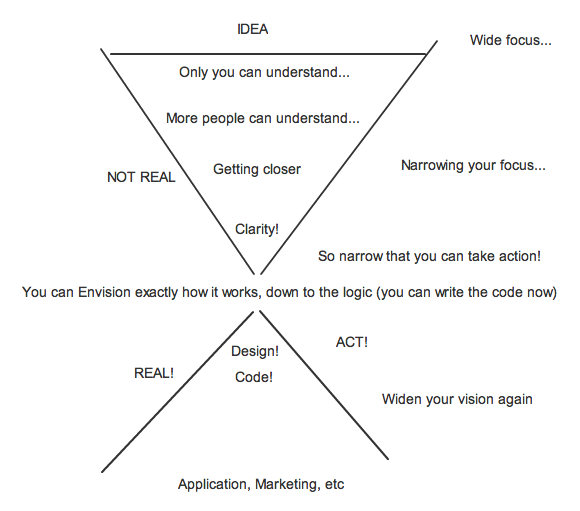 IDEA
Wide focus...
Only you can understand...
More people can understand...
Getting closer
Narrowing your focus...
NOT REAL
Clarity!
So narrow that you can take action!
You can Envision exactly how it works, down to the logic (you can write the code now)
ACT!
Design!
REAL!
Code!
Widen your vision again
Application, Marketing, etc